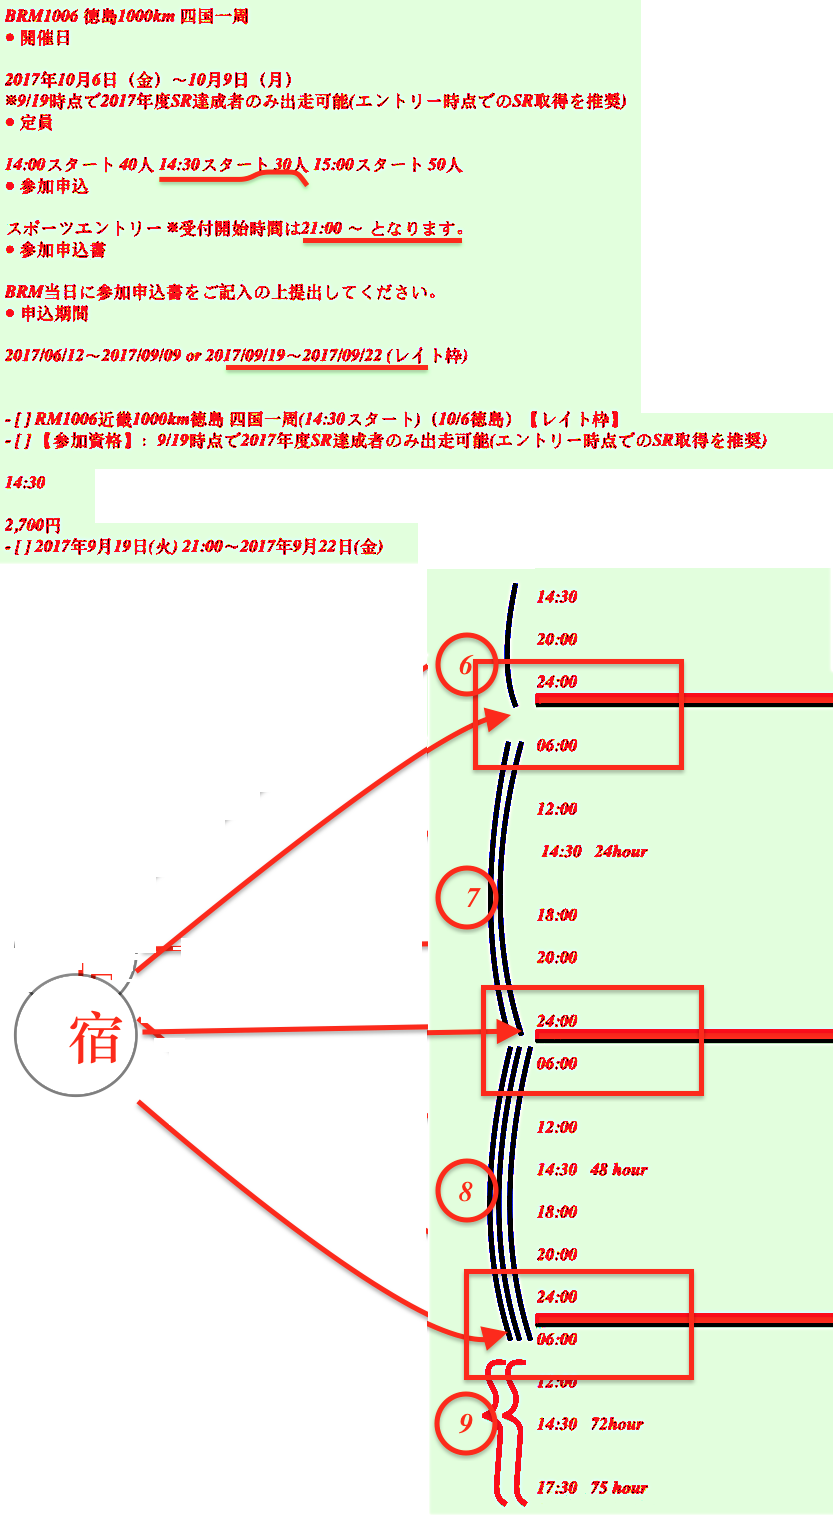 BRM1006 徳島1000km 四国一周
• 開催日
2017年10月6日（金）～10月9日（月）
※9/19時点で2017年度SR達成者のみ出走可能(エントリー時点でのSR取得を推奨)
• 定員
14:00スタート 40人 14:30スタート 30人 15:00スタート 50人
• 参加申込
スポーツエントリー ※受付開始時間は21:00 ～ となります。
• 参加申込書
BRM当日に参加申込書をご記入の上提出してください。
• 申込期間
2017/06/12～2017/09/09 or 2017/09/19～2017/09/22 (レイト枠)
- [ ] RM1006近畿1000km徳島 四国一周(14:30スタート)（10/6徳島）【レイト枠】
- [ ] 【参加資格】：9/19時点で2017年度SR達成者のみ出走可能(エントリー時点でのSR取得を推奨)
14:30
2,700円
- [ ] 2017年9月19日(火) 21:00～2017年9月22日(金)
14:30
20:00
6
24:00
06:00
12:00
14:30 24hour
7
18:00
20:00
24:00
宿
06:00
12:00
14:30 48 hour
8
18:00
20:00
24:00
06:00
12:00
14:30 72hour
9
17:30 75 hour